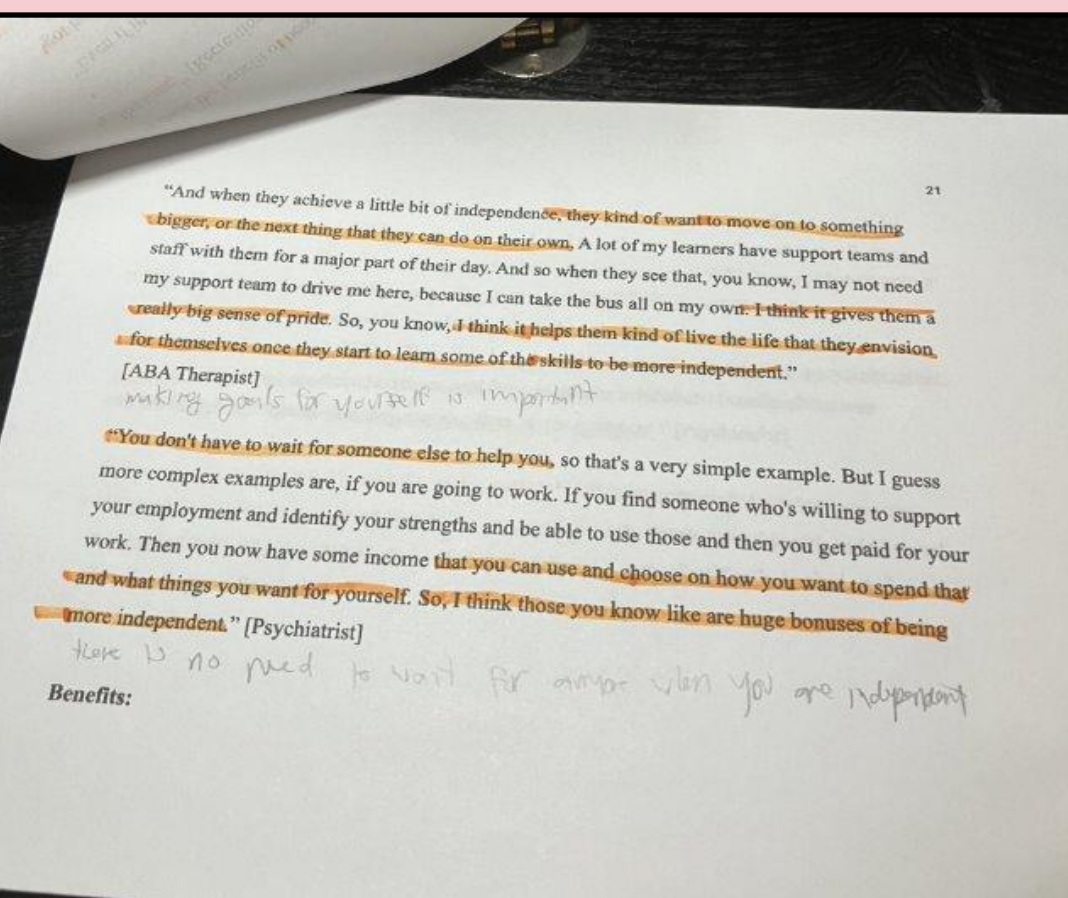 21
“And when they achieve a little bit of independence, they kind of want to move on to something
bigger, or the next thing that they can do on their own. A lot of my learners have support teams and
staff with them for a major part of their day. And so when they see that, you know, I may not need
my support team to drive me here, because I can take the bus all on my own. I think it gives them a
really big sense of pride. So, you know, I think it helps them kind of live the life that they envision
for themselves once they start to learn some of the skills to be more independent.”
[ABA Therapist]
making goals for yourself is important
“You don't have to wait for someone else to help you, so that's a very simple example. But I guess
more complex examples are, if you are going to work. If you find someone who's willing to support
your employment and identify your strengths and be able to use those and then you get paid for your
work. Then you now have some income that you can use and choose on how you want to spend that
and what things you want for yourself. So, I think those you know like are huge bonuses of being
more independent.” [Psychiatrist]
there is no need to wait for when you are independent
Benefits: